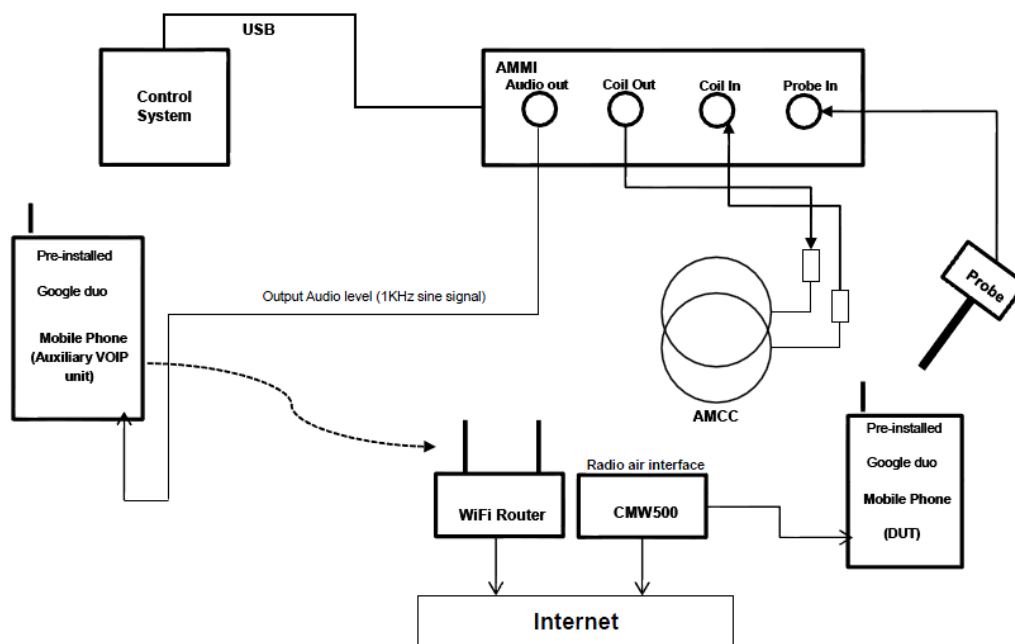 USB
Control
System
AMMI
Audio out
Coil Out
Coil In
Probe In
Pre-installed
Google duo
Mobile Phone
(Auxiliary VOIP
unit)
Output Audio level (1KHz sine signal)
Probe
AMCC
WiFi Router
Radio air interface
CMW500
Pre-installed
Google duo
Mobile Phone
(DUT)
Internet